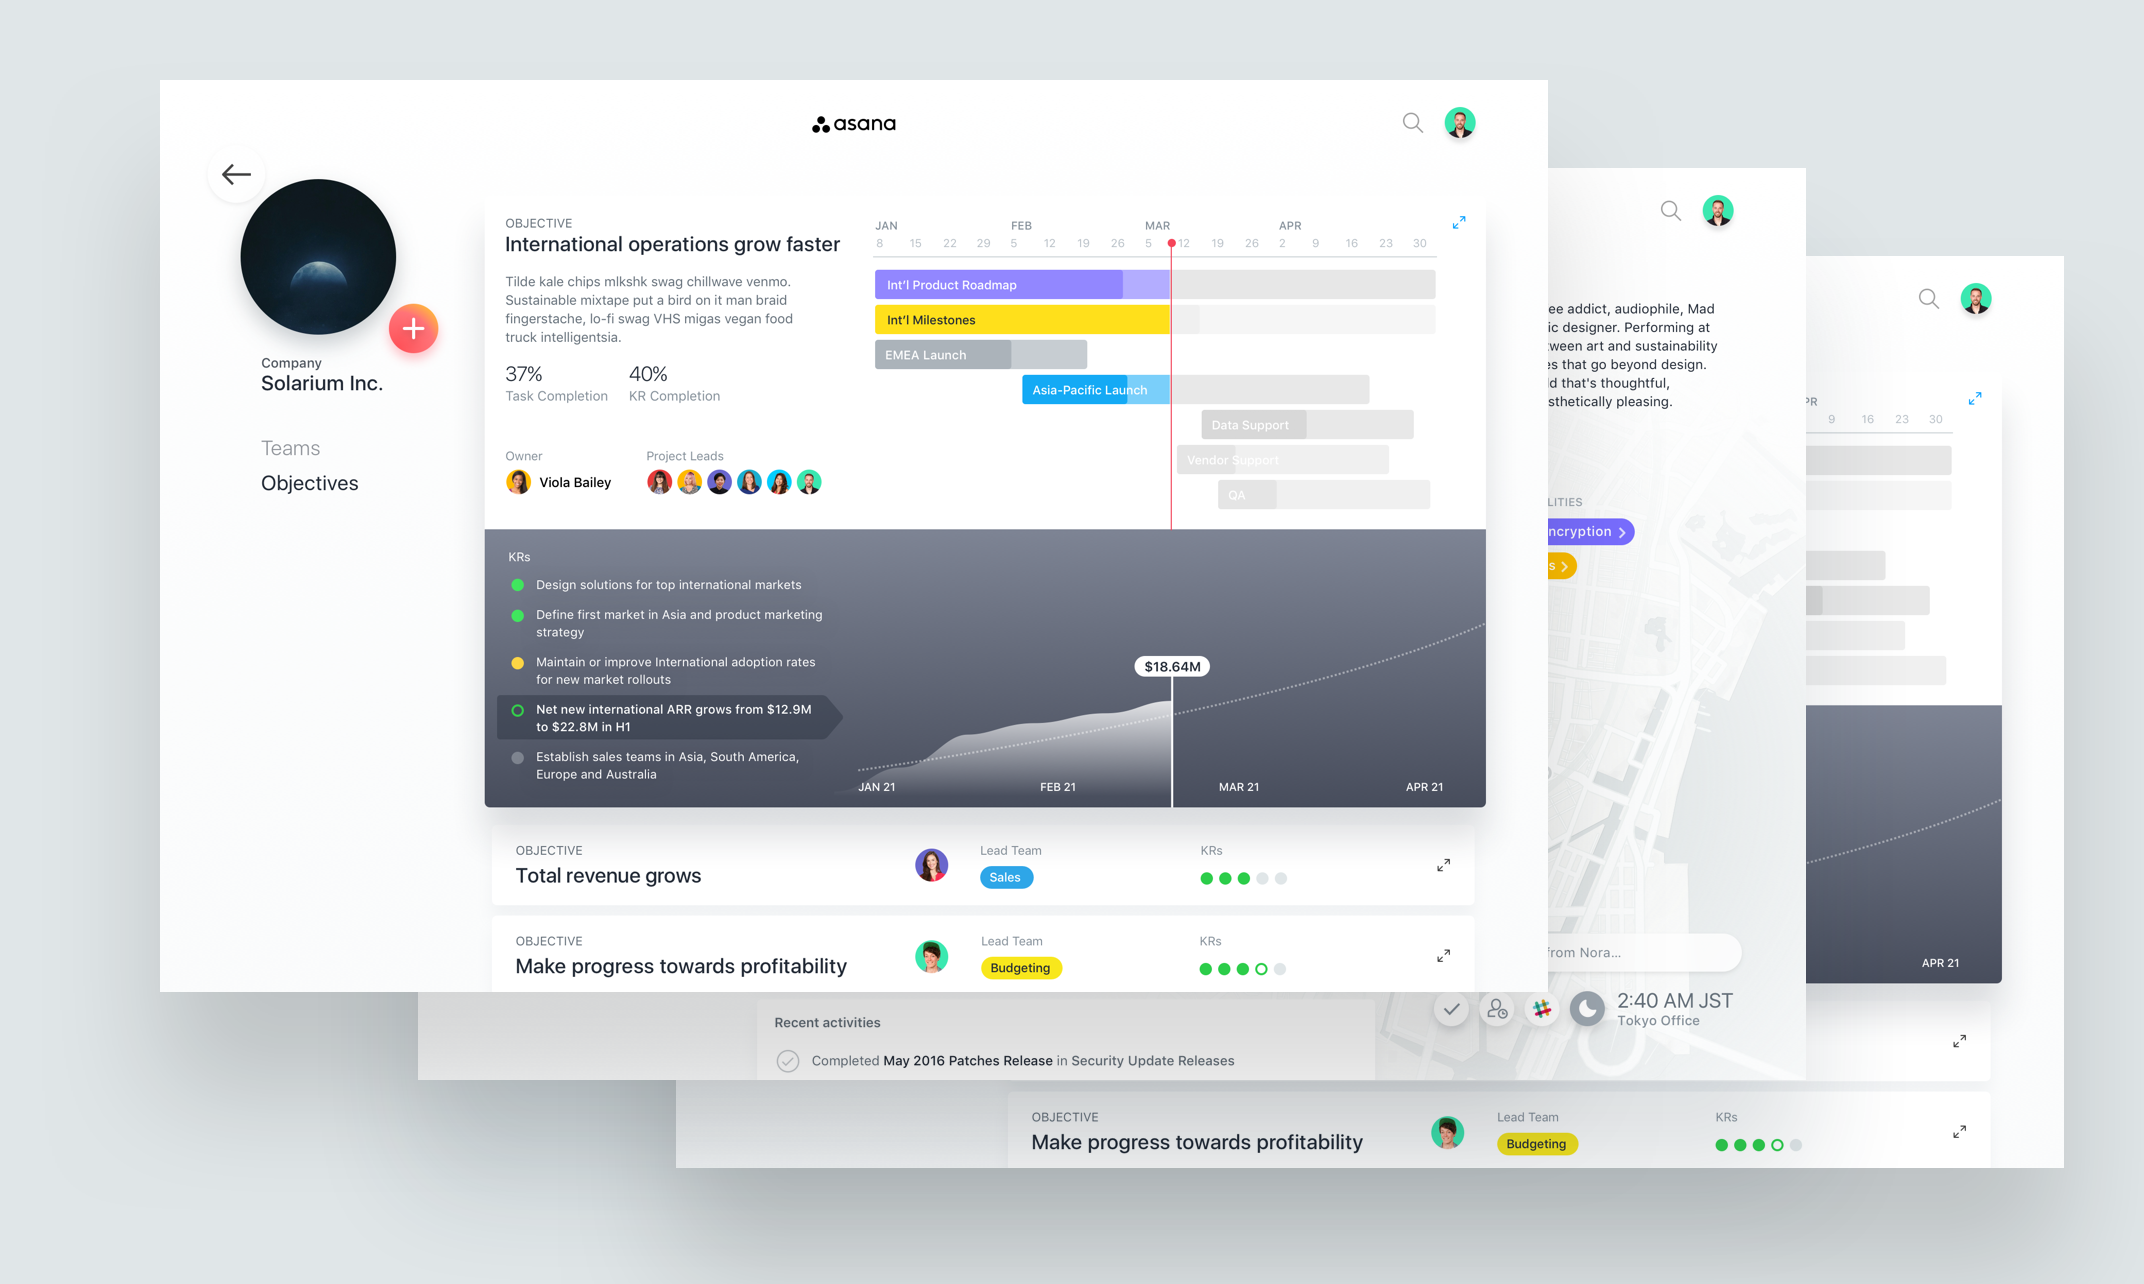 asana
Company
Solarium Inc.
Teams
Objectives
OBJECTIVE
International operations grow faster
Tilde kale chips mlkshk swag chillwave venmo.
Sustainable mixtape put a bird on it man braid
fingerstache, lo-fi swag VHS migas vegan food
truck intelligentsia.
37%
Task Completion
40%
KR Completion
Owner
Viola Bailey
Project Leads
JAN FEB MAR APR
8 15 22 29 5 12 19 26 5 12 19 26 2 9 16 23 30
Int'l Product Roadmap
Int'l Milestones
EMEA Launch
Asia-Pacific Launch
Data Support
Vendor Support
QA
KRs
Design solutions for top international markets
Define first market in Asia and product marketing
strategy
Maintain or improve International adoption rates
for new market rollouts
Net new international ARR grows from $12.9M
to $22.8M in H1
Establish sales teams in Asia, South America,
Europe and Australia
$18.64M
JAN 21 FEB 21 MAR 21 APR 21
OBJECTIVE
Total revenue grows
Lead Team
Sales
KRs
OBJECTIVE
Make progress towards profitability
Lead Team
Budgeting
KRs
addict, audiophile, Mad
designer. Performing at
art and sustainability
that go beyond design.
that's thoughtful,
pleasing.
from Nora...
2:40 AM JST
Tokyo Office
Recent activities
Completed May 2016 Patches Release in Security Update Releases
9 16 23 30
APR 21
OBJECTIVE
Make progress towards profitability
Lead Team
Budgeting
KRs